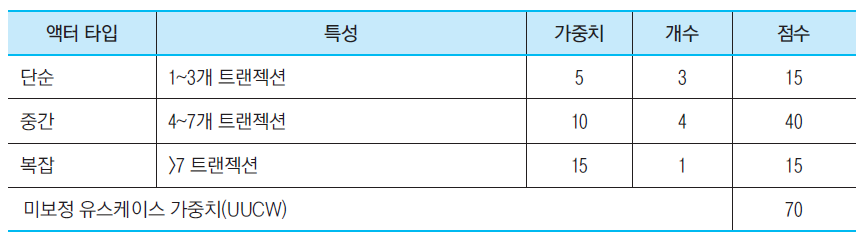 액터 타입 특성 가중치 개수 점수
단순 1~3개 트랜젝션 5 3 15
중간 4~7개 트랜젝션 10 4 40
복잡 >7 트랜젝션 15 1 15
미보정 유스케이스 가중치(UUCW) 70